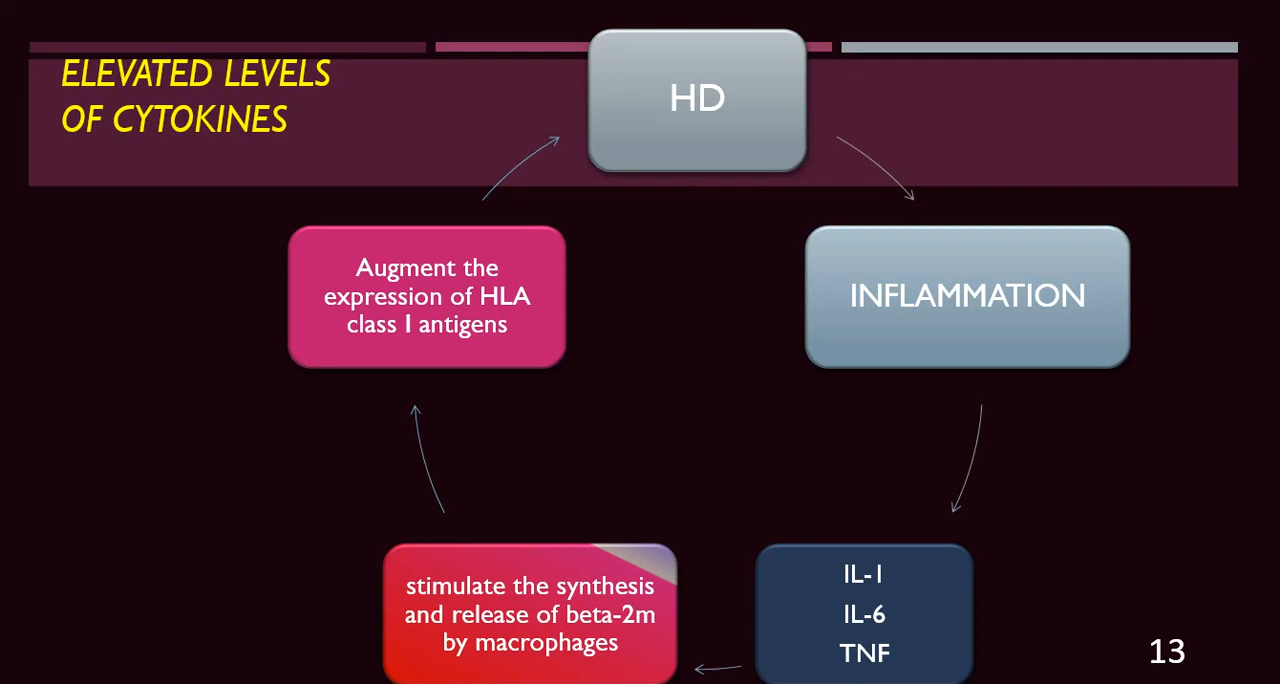 ELEVATED LEVELS
OF CYTOKINES
HD
INFLAMMATION
IL-1
IL-6
TNF
stimulate the synthesis
and release of beta-2m
by macrophages
Augment the
expression of HLA
class I antigens
13